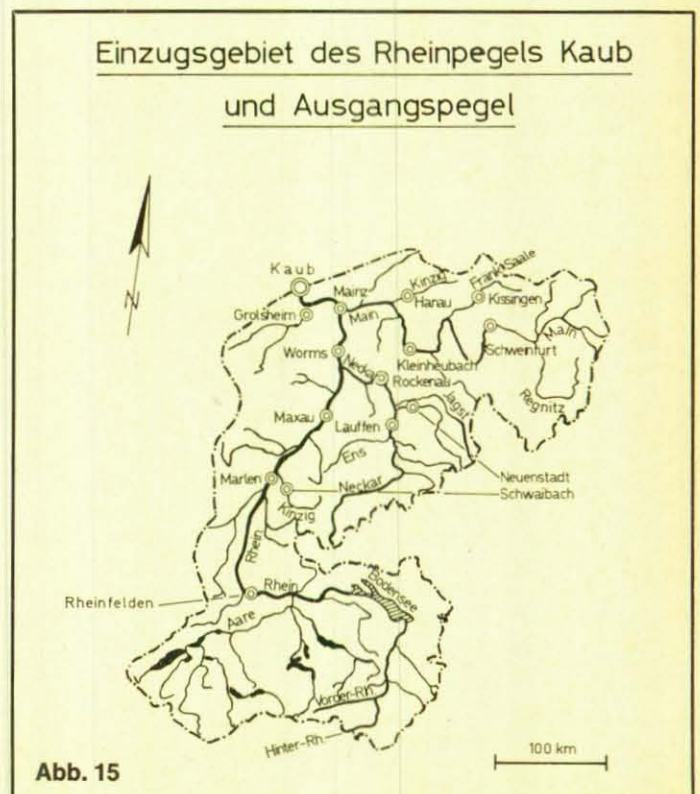 Einzugsgebiet des Rheinpegels Kaub
und Ausgangspegel
N
Kaub
Mainz
Kinzig
Fränk. Saale
Hanau
Kissingen
Grolsheim
Main
Main
Worms
Neckar
Kleinheubach
Schweinfurt
Rockenau
Jagst
Regnitz
Maxau
Lauffen
Ens
Neuenstadt
Marlen
Neckar
Schwaibach
Kinzig
Rhein
Rheinfelden
Rhein
Bodensee
Aare
Vorder-Rh.
Hinter-Rh.
100 km
Abb. 15